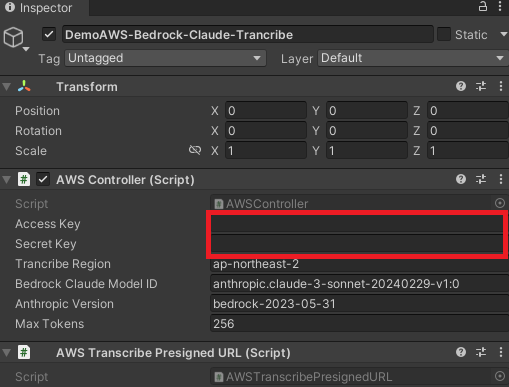 Inspector
DemoAWS-Bedrock-Claude-Trancribe Static
Tag Untagged Layer Default
Transform
Position X 0 Y 0 Z 0
Rotation X 0 Y 0 Z 0
Scale X 1 Y 1 Z 1
# AWS Controller (Script)
Script # AWSController
Access Key
Secret Key
Trancribe Region ap-northeast-2
Bedrock Claude Model ID anthropic.claude-3-sonnet-20240229-v1:0
Anthropic Version bedrock-2023-05-31
Max Tokens 256
# AWS Transcribe Presigned URL (Script)
Script # AWSTranscribePresignedURL